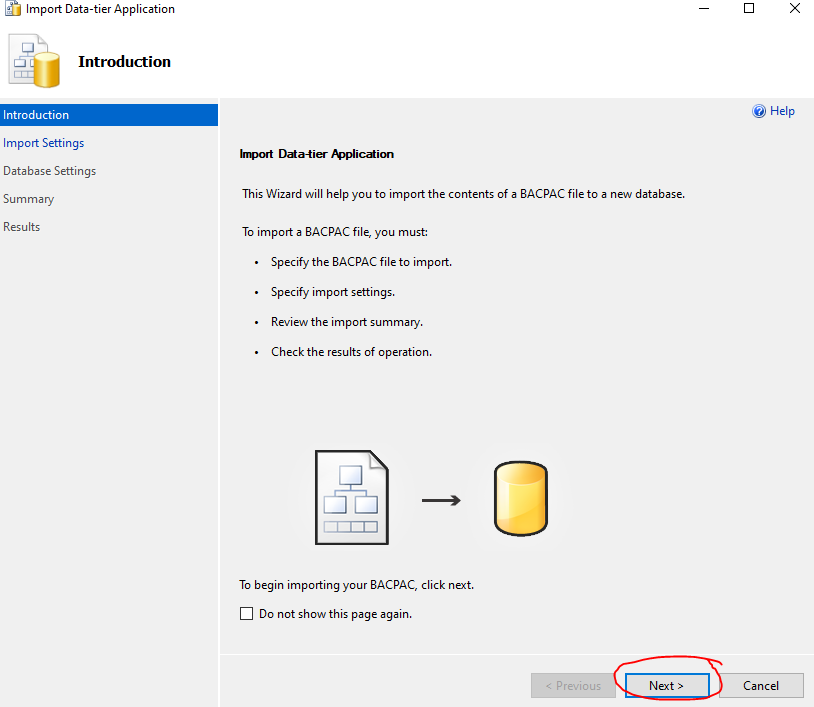 Import Data-tier Application
Introduction
Introduction
Import Settings
Database Settings
Summary
Results
Help
Import Data-tier Application
This Wizard will help you to import the contents of a BACPAC file to a new database.
To import a BACPAC file, you must:
• Specify the BACPAC file to import.
• Specify import settings.
• Review the import summary.
• Check the results of operation.
To begin importing your BACPAC, click next.
Do not show this page again.
< Previous
Next >
Cancel